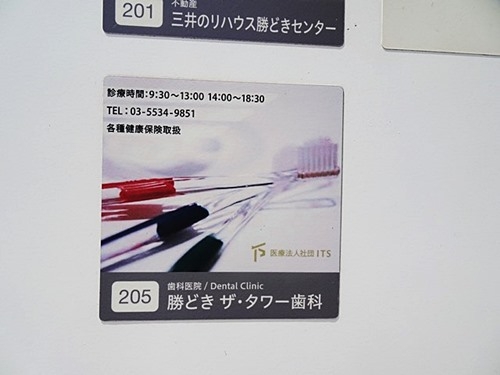 201
不動産
三井のリハウス勝どきセンター
診療時間:9:30～13:00 14:00～18:30
TEL:03-5534-9851
各種健康保険取扱
医療法人社団 ITS
205
歯科医院 / Dental Clinic
勝どき ザ・タワー歯科